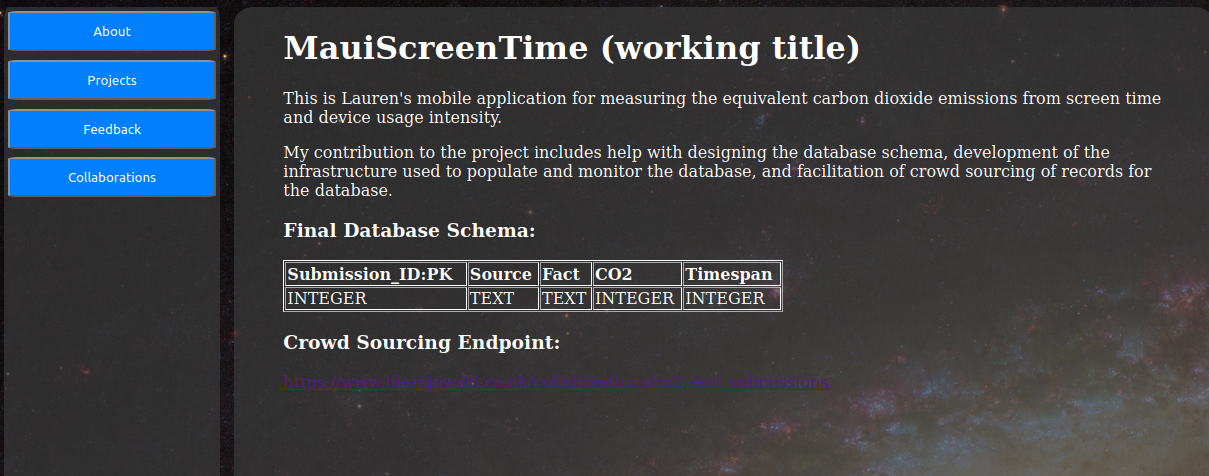 About
Projects
Feedback
Collaborations
MauiScreenTime (working title)
This is Lauren's mobile application for measuring the equivalent carbon dioxide emissions from screen time
and device usage intensity.
My contribution to the project includes help with designing the database schema, development of the
infrastructure used to populate and monitor the database, and facilitation of crowd sourcing of records for
the database.
Final Database Schema:
Submission_ID:PK Source Fact CO2 Timespan
INTEGER TEXT TEXT INTEGER INTEGER
Crowd Sourcing Endpoint: